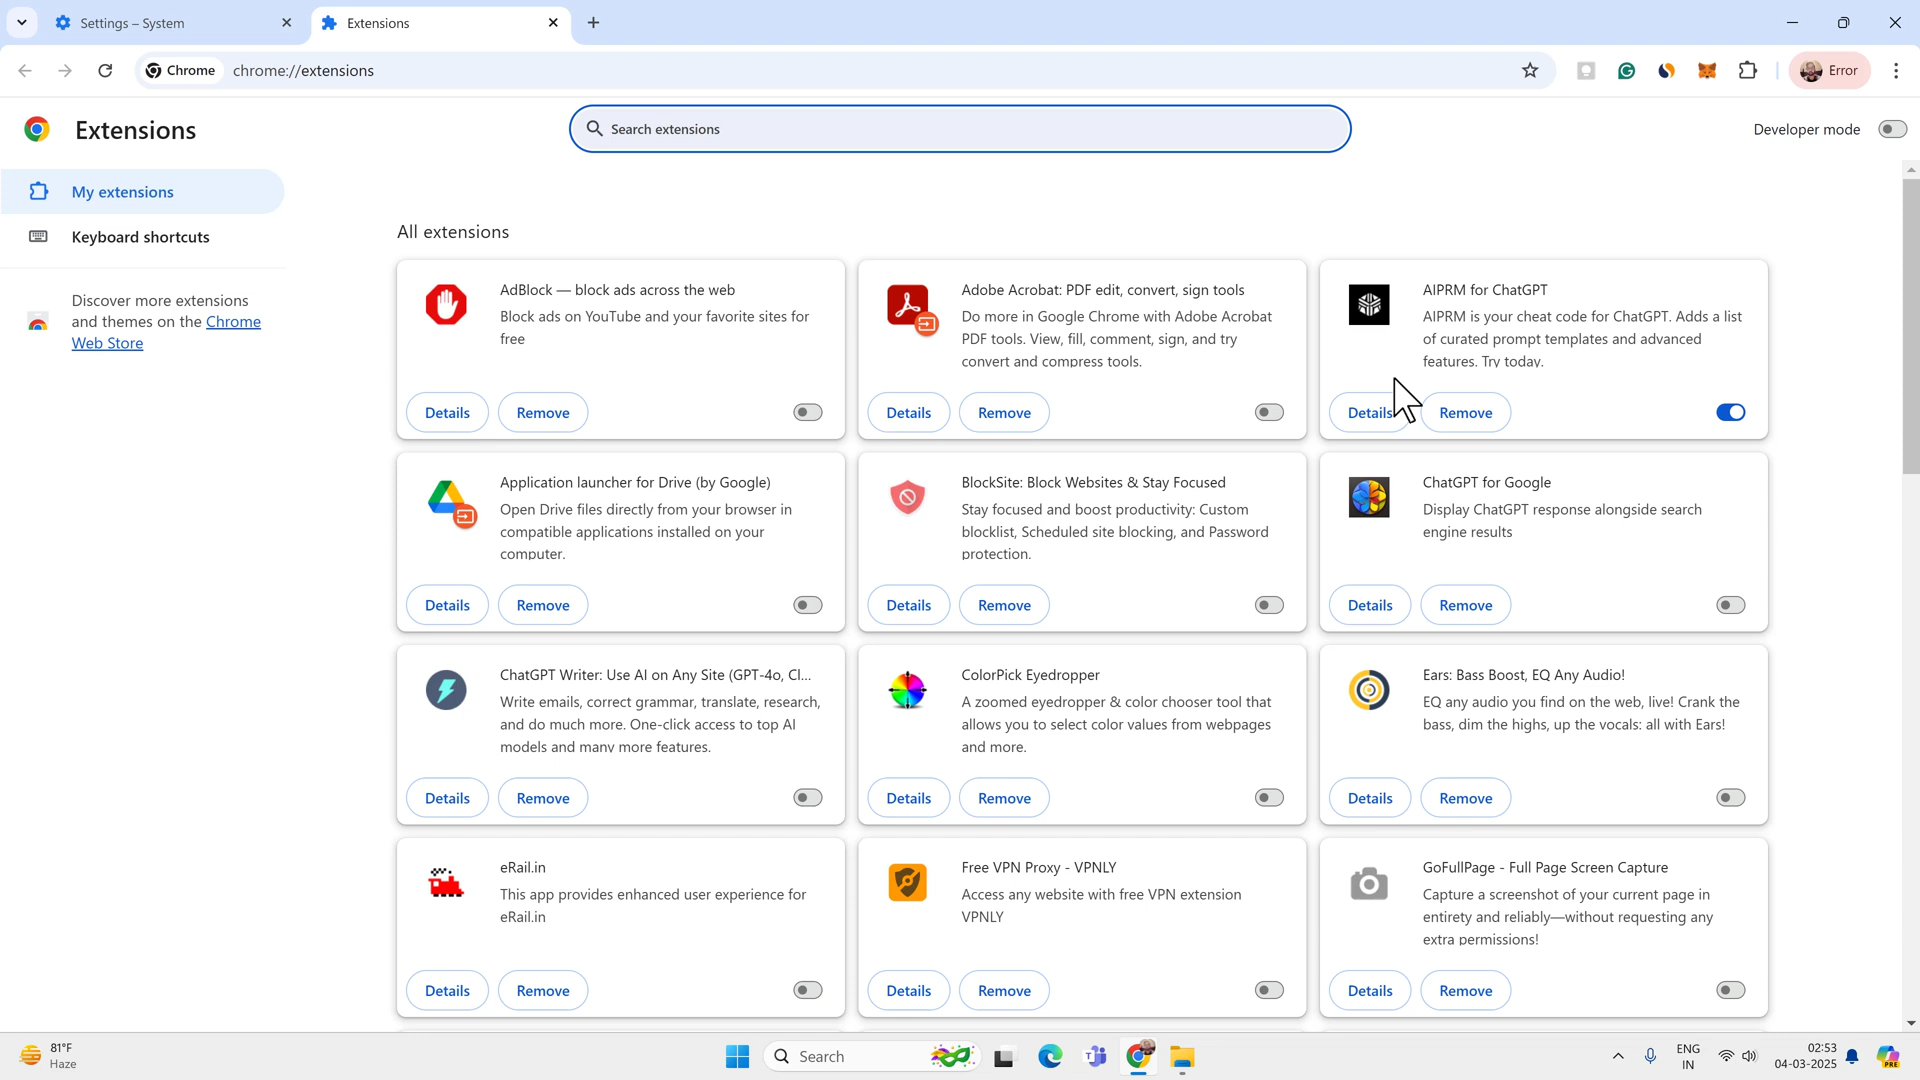 Settings – System
Extensions
Chrome
chrome://extensions
Error
Extensions
Search extensions
Developer mode
My extensions
Keyboard shortcuts
Discover more extensions
and themes on the Chrome
Web Store
All extensions
AdBlock — block ads across the web
Block ads on YouTube and your favorite sites for
free
Details
Remove
Adobe Acrobat: PDF edit, convert, sign tools
Do more in Google Chrome with Adobe Acrobat
PDF tools. View, fill, comment, sign, and try
convert and compress tools.
Details
Remove
AIPRM for ChatGPT
AIPRM is your cheat code for ChatGPT. Adds a list
of curated prompt templates and advanced
features. Try today.
Details
Remove
Application launcher for Drive (by Google)
Open Drive files directly from your browser in
compatible applications installed on your
computer.
Details
Remove
BlockSite: Block Websites & Stay Focused
Stay focused and boost productivity: Custom
blocklist, Scheduled site blocking, and Password
protection.
Details
Remove
ChatGPT for Google
Display ChatGPT response alongside search
engine results
Details
Remove
ChatGPT Writer: Use AI on Any Site (GPT-4o, Cl...
Write emails, correct grammar, translate, research,
and do much more. One-click access to top AI
models and many more features.
Details
Remove
ColorPick Eyedropper
A zoomed eyedropper & color chooser tool that
allows you to select color values from webpages
and more.
Details
Remove
Ears: Bass Boost, EQ Any Audio!
EQ any audio you find on the web, live! Crank the
bass, dim the highs, up the vocals: all with Ears!
Details
Remove
eRail.in
This app provides enhanced user experience for
eRail.in
Details
Remove
Free VPN Proxy - VPNLY
Access any website with free VPN extension
VPNLY
Details
Remove
GoFullPage - Full Page Screen Capture
Capture a screenshot of your current page in
entirety and reliably—without requesting any
extra permissions!
Details
Remove
81°F
Haze
Search
ENG
IN
02:53
04-03-2025
PRE